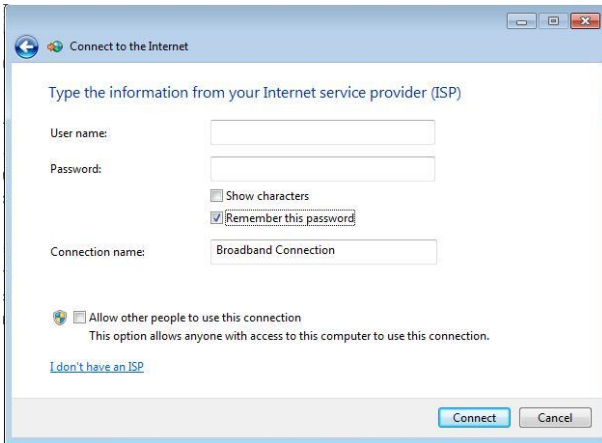 Connect to the Internet
Type the information from your Internet service provider (ISP)
User name:
Password:
Show characters
Remember this password
Connection name: Broadband Connection
Allow other people to use this connection
This option allows anyone with access to this computer to use this connection.
I don't have an ISP
Connect Cancel